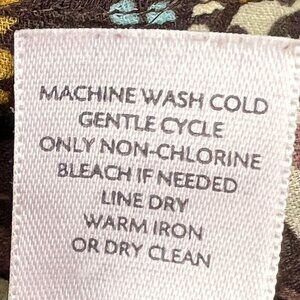 MACHINE WASH COLD
GENTLE CYCLE
ONLY NON-CHLORINE
BLEACH IF NEEDED
LINE DRY
WARM IRON
OR DRY CLEAN